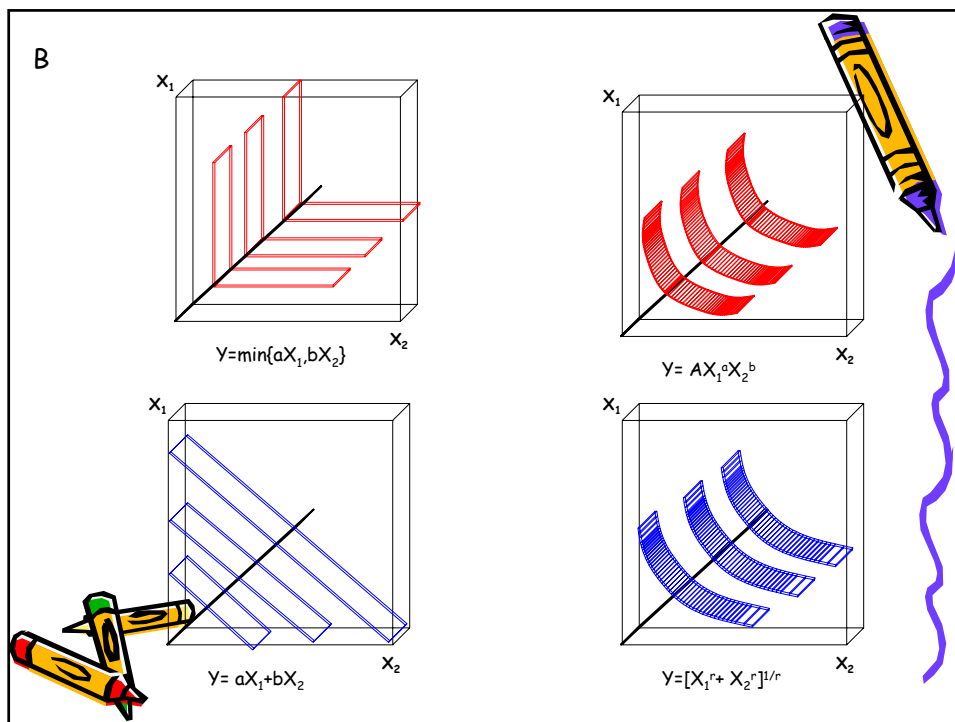 B
X₁
X₂
Y=min{aX₁,bX₂}
X₁
X₂
Y= AX₁ᵃX₂ᵇ
X₁
X₂
Y= aX₁+bX₂
X₁
X₂
Y=[X₁ʳ+ X₂ʳ]¹/ʳ